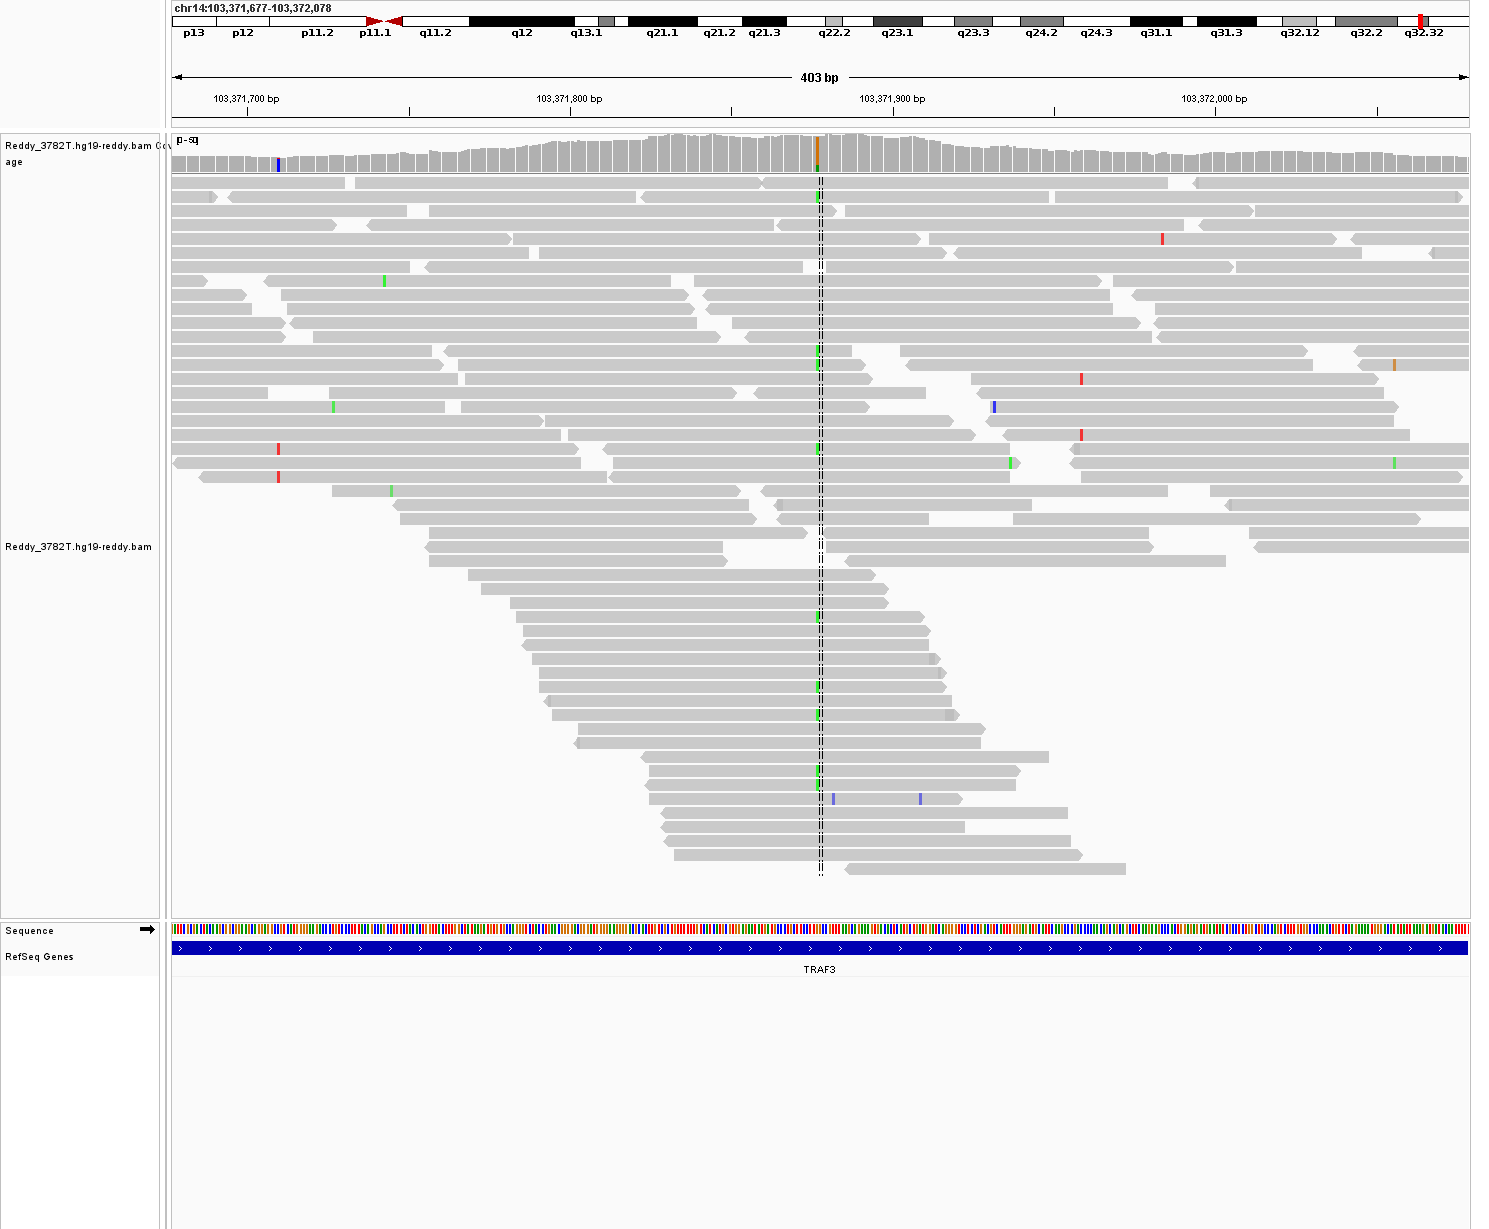 chr14:103,371,677-103,372,078
p13 p12 p11.2 p11.1 q11.2 q12 q13.1 q21.1 q21.2 q21.3 q22.2 q23.1 q23.3 q24.2 q24.3 q31.1 q31.3 q32.12 q32.2 q32.32
403 bp
103,371,700 bp 103,371,800 bp 103,371,900 bp 103,372,000 bp
Reddy_3782T.hg19-reddy.bam Cov
age
Reddy_3782T.hg19-reddy.bam
Sequence
RefSeq Genes
TRAF3